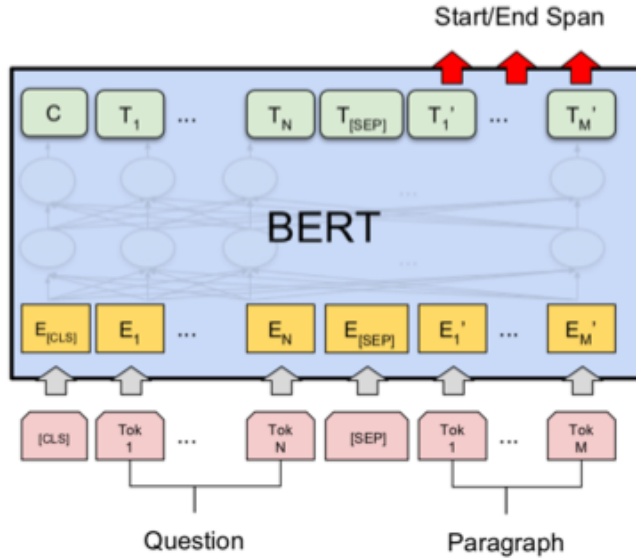 Start/End Span
C T1 ... TN T[SEP] T1' ... TM'
...
BERT
...
E[CLS] E1 ... EN E[SEP] E1' ... EM'
[CLS] Tok 1 ... Tok N [SEP] Tok 1 ... Tok M
Question Paragraph